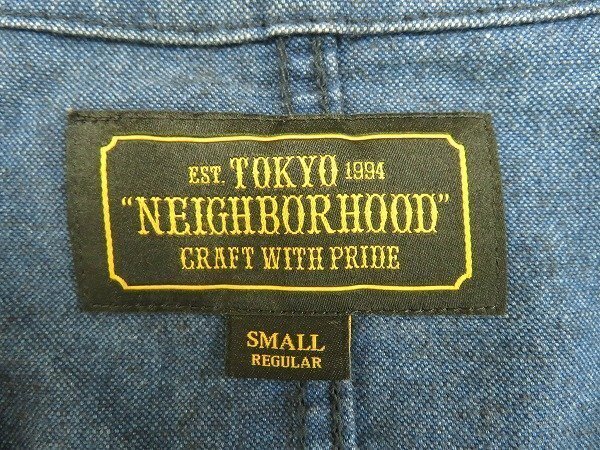 EST. TOKYO 1994
"NEIGHBORHOOD"
CRAFT WITH PRIDE
SMALL
REGULAR